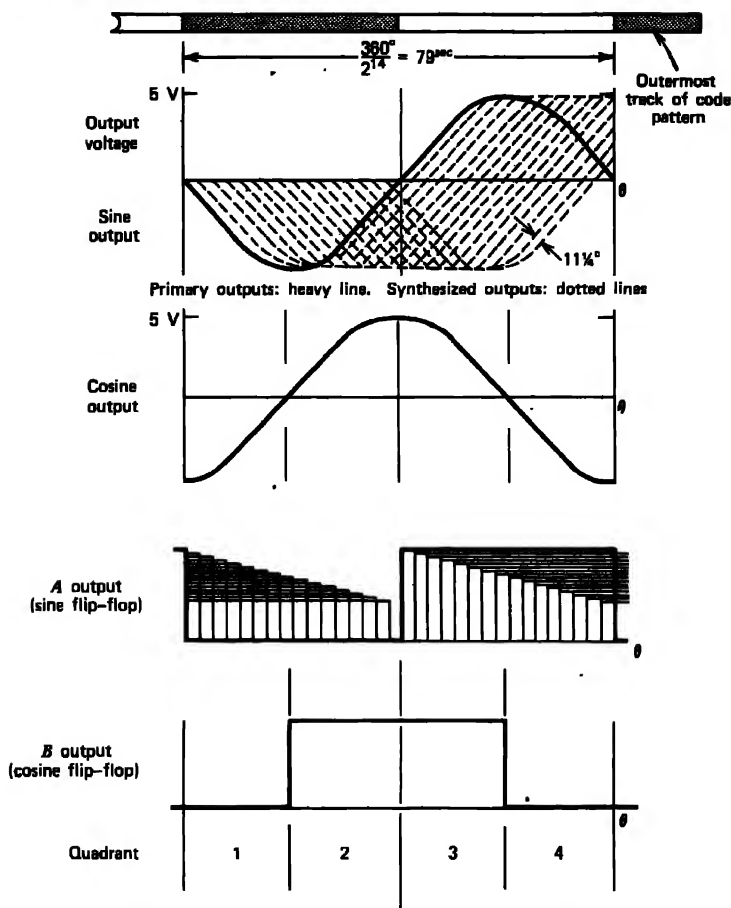 360°
2¹⁴ = 79 sec
Outermost
track of code
pattern
5 V
Output
voltage
θ
Sine
output
11¼°
Primary outputs: heavy line. Synthesized outputs: dotted lines
5 V
Cosine
output
θ
A output
(sine flip-flop)
θ
B output
(cosine flip-flop)
θ
Quadrant 1 2 3 4